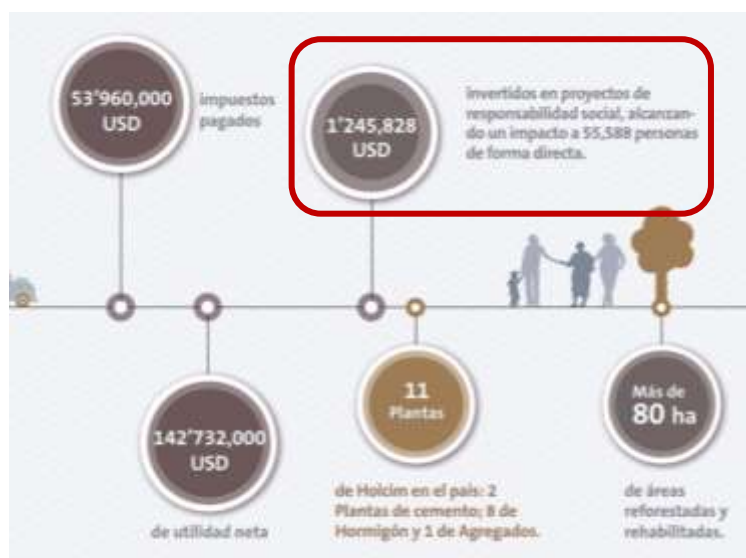 53'960,000
USD
impuestos
pagados
1'245,828
USD
invertidos en proyectos de
responsabilidad social, alcanzan-
do un impacto a 55,588 personas
de forma directa.
142'732,000
USD
de utilidad neta
11
Plantas
de Holcim en el país: 2
Plantas de cemento; 8 de
Hormigón y 1 de Agregados.
Más de
80 ha
de áreas
reforestadas y
rehabilitadas.